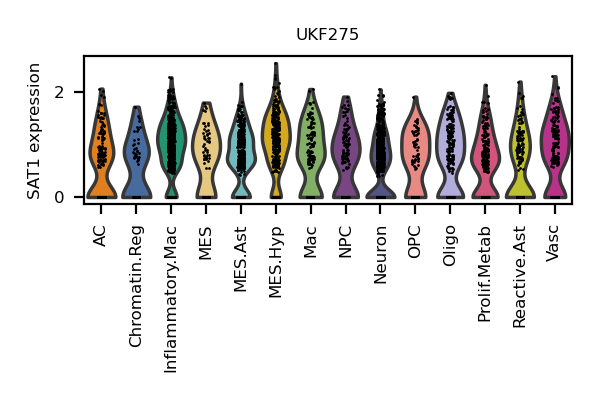 UKF275
SAT1 expression
2
0
AC
Chromatin.Reg
Inflammatory.Mac
MES
MES.Ast
MES.Hyp
Mac
NPC
Neuron
OPC
Oligo
Prolif.Metab
Reactive.Ast
Vasc